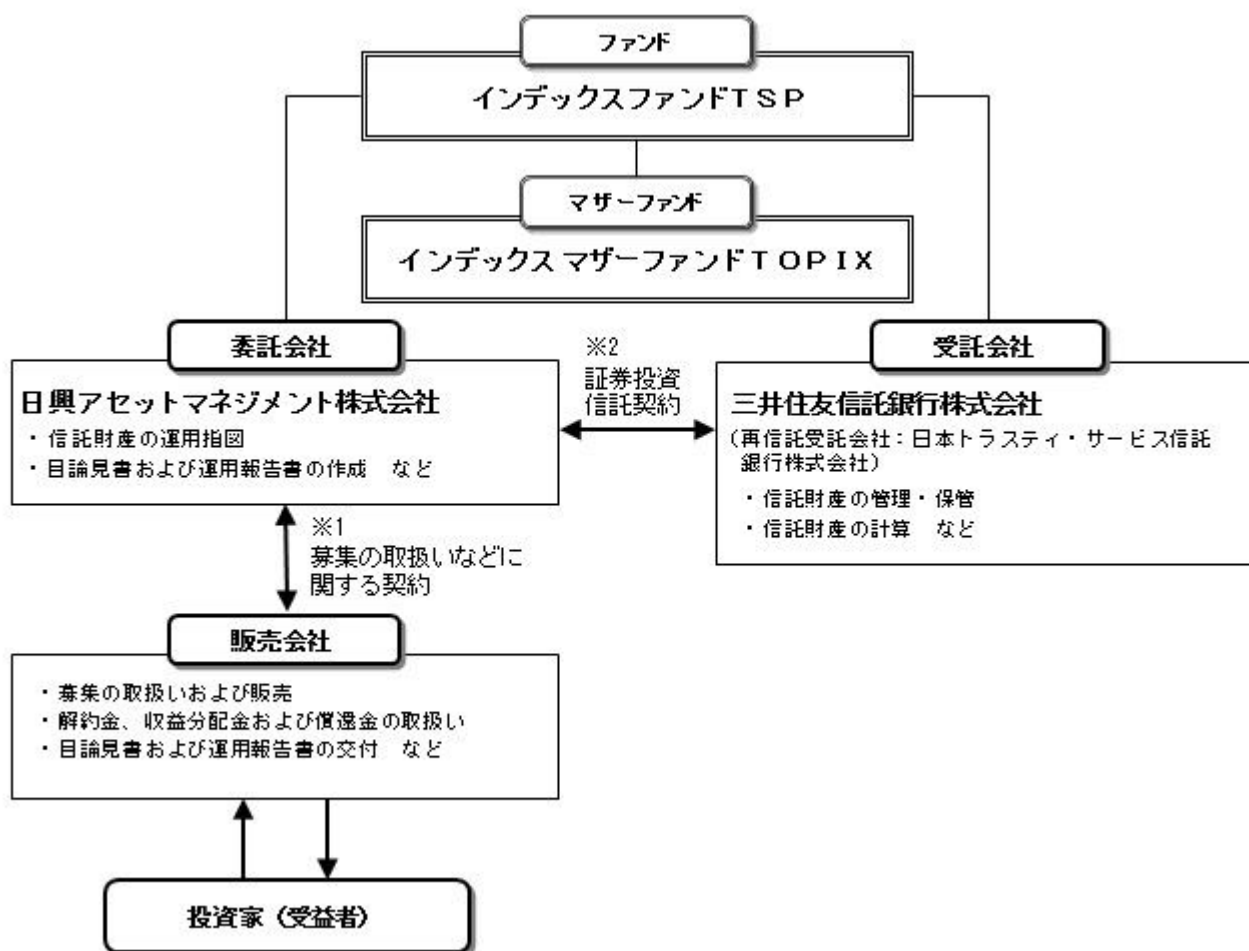 ファンド
インデックスファンドTSP
マザーファンド
インデックス マザーファンドTOPIX
委託会社
日興アセットマネジメント株式会社
・信託財産の運用指図
・目論見書および運用報告書の作成　など
※2
証券投資
信託契約
受託会社
三井住友信託銀行株式会社
(再信託受託会社:日本トラスティ・サービス信託
銀行株式会社)
・信託財産の管理・保管
・信託財産の計算　など
※1
募集の取扱いなどに
関する契約
販売会社
・募集の取扱いおよび販売
・解約金、収益分配金および償還金の取扱い
・目論見書および運用報告書の交付　など
投資家(受益者)